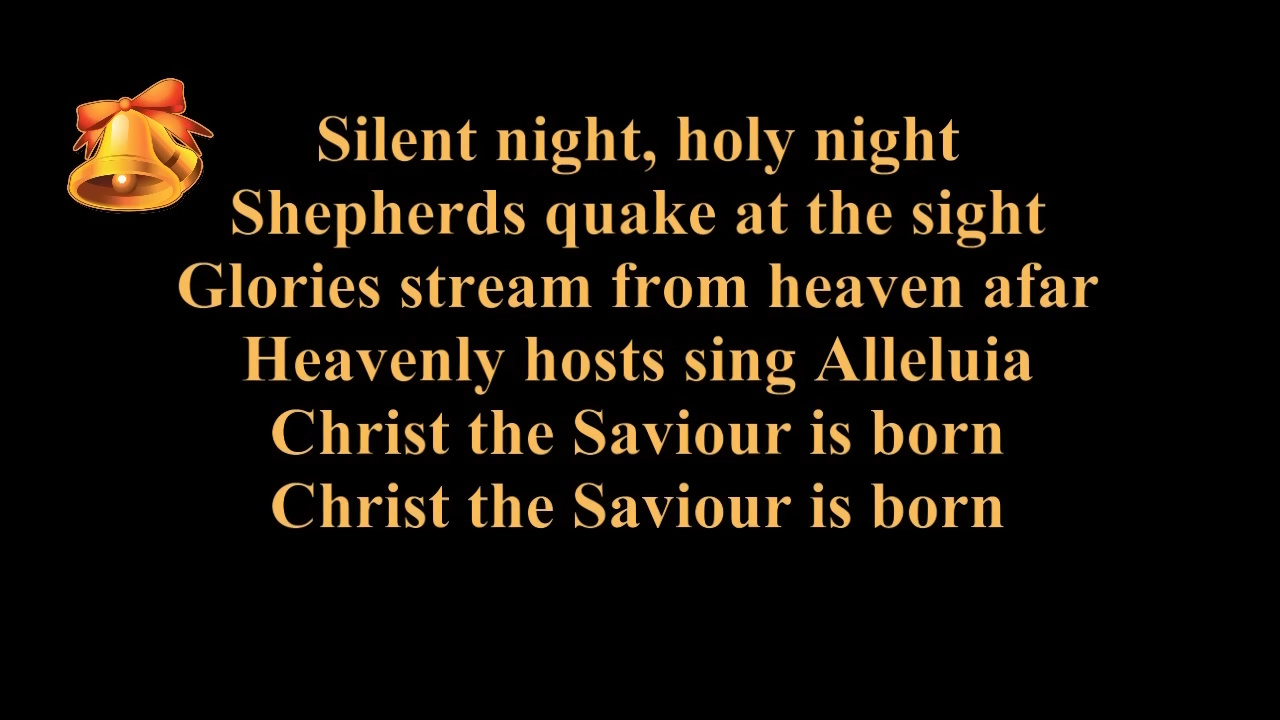 Silent night, holy night
Shepherds quake at the sight
Glories stream from heaven afar
Heavenly hosts sing Alleluia
Christ the Saviour is born
Christ the Saviour is born